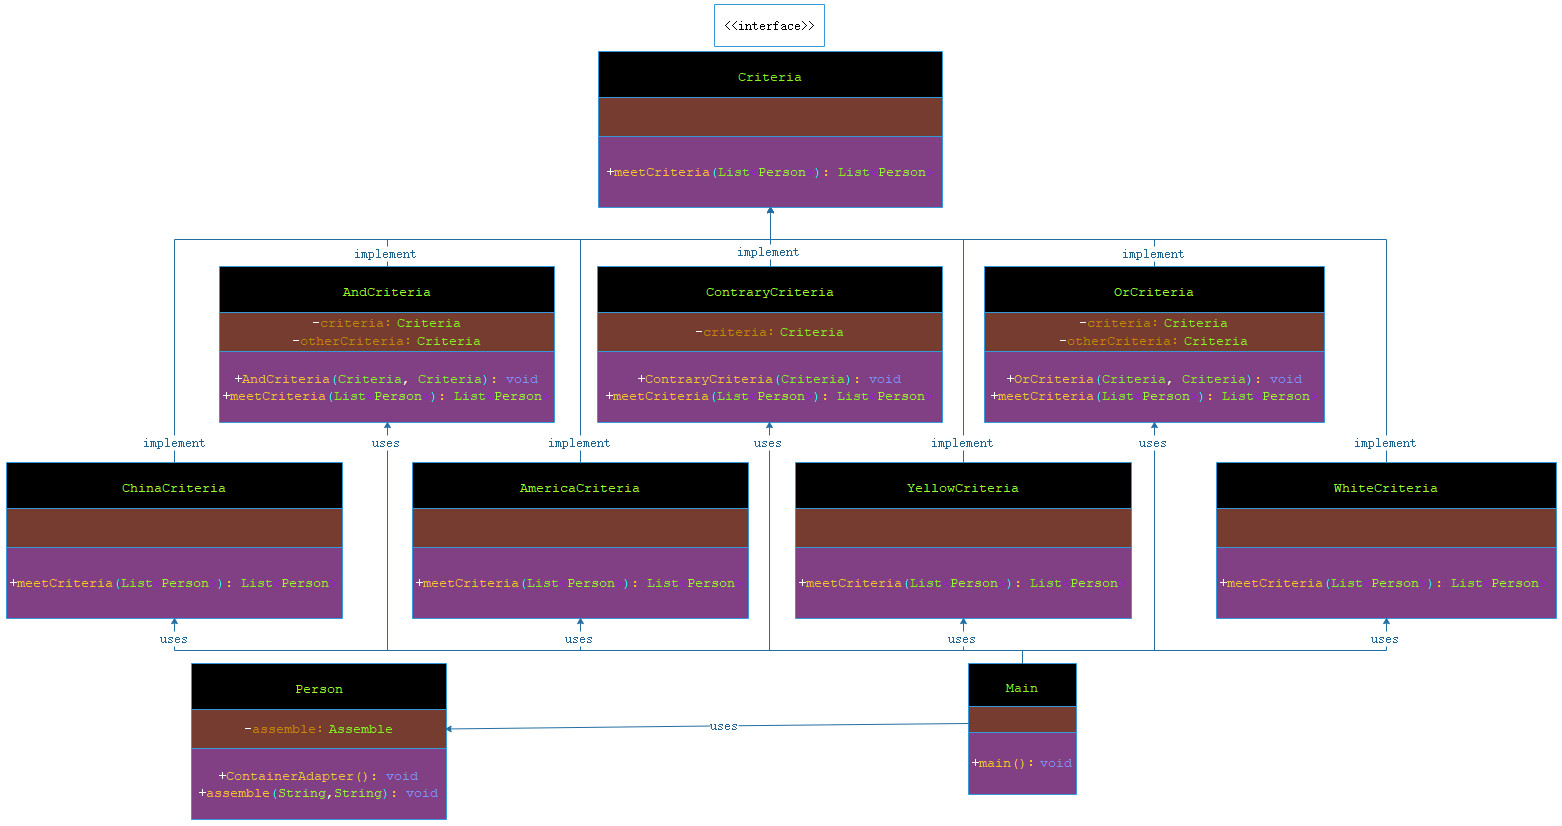 <<interface>>
Criteria
+meetCriteria(List Person ): List Person
implement
implement
implement
AndCriteria
-criteria: Criteria
-otherCriteria: Criteria
+AndCriteria(Criteria, Criteria): void
+meetCriteria(List Person ): List Person
ContraryCriteria
-criteria: Criteria
+ContraryCriteria(Criteria): void
+meetCriteria(List Person ): List Person
OrCriteria
-criteria: Criteria
-otherCriteria: Criteria
+OrCriteria(Criteria, Criteria): void
+meetCriteria(List Person ): List Person
implement
uses
implement
uses
implement
uses
implement
ChinaCriteria
+meetCriteria(List Person ): List Person
AmericaCriteria
+meetCriteria(List Person ): List Person
YellowCriteria
+meetCriteria(List Person ): List Person
WhiteCriteria
+meetCriteria(List Person ): List Person
uses
uses
uses
uses
Person
-assemble: Assemble
+ContainerAdapter(): void
+assemble(String,String): void
uses
Main
+main(): void